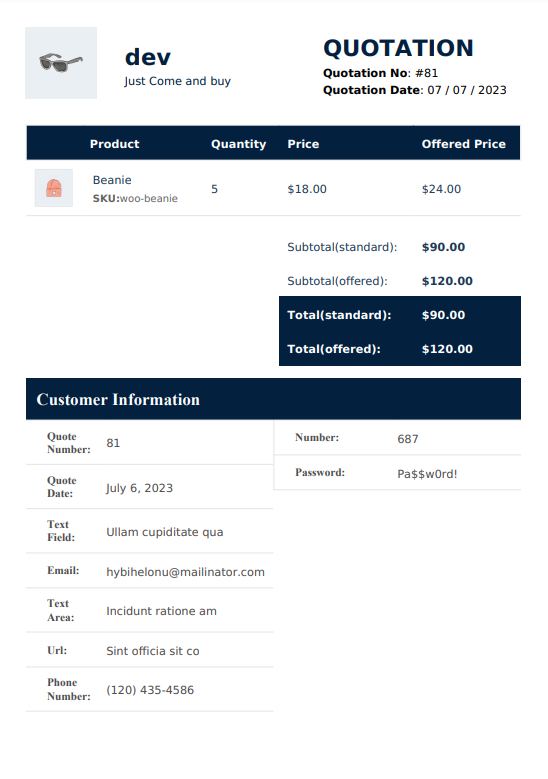 dev
Just Come and buy
QUOTATION
Quotation No: #81
Quotation Date: 07 / 07 / 2023
Product Quantity Price Offered Price
Beanie
SKU:woo-beanie
5 $18.00 $24.00
Subtotal(standard): $90.00
Subtotal(offered): $120.00
Total(standard): $90.00
Total(offered): $120.00
Customer Information
Quote
Number: 81
Quote
Date: July 6, 2023
Text
Field: Ullam cupiditate qua
Email: hybihelonu@mailinator.com
Text
Area: Incidunt ratione am
Url: Sint officia sit co
Phone
Number: (120) 435-4586
Number: 687
Password: Pa$$w0rd!